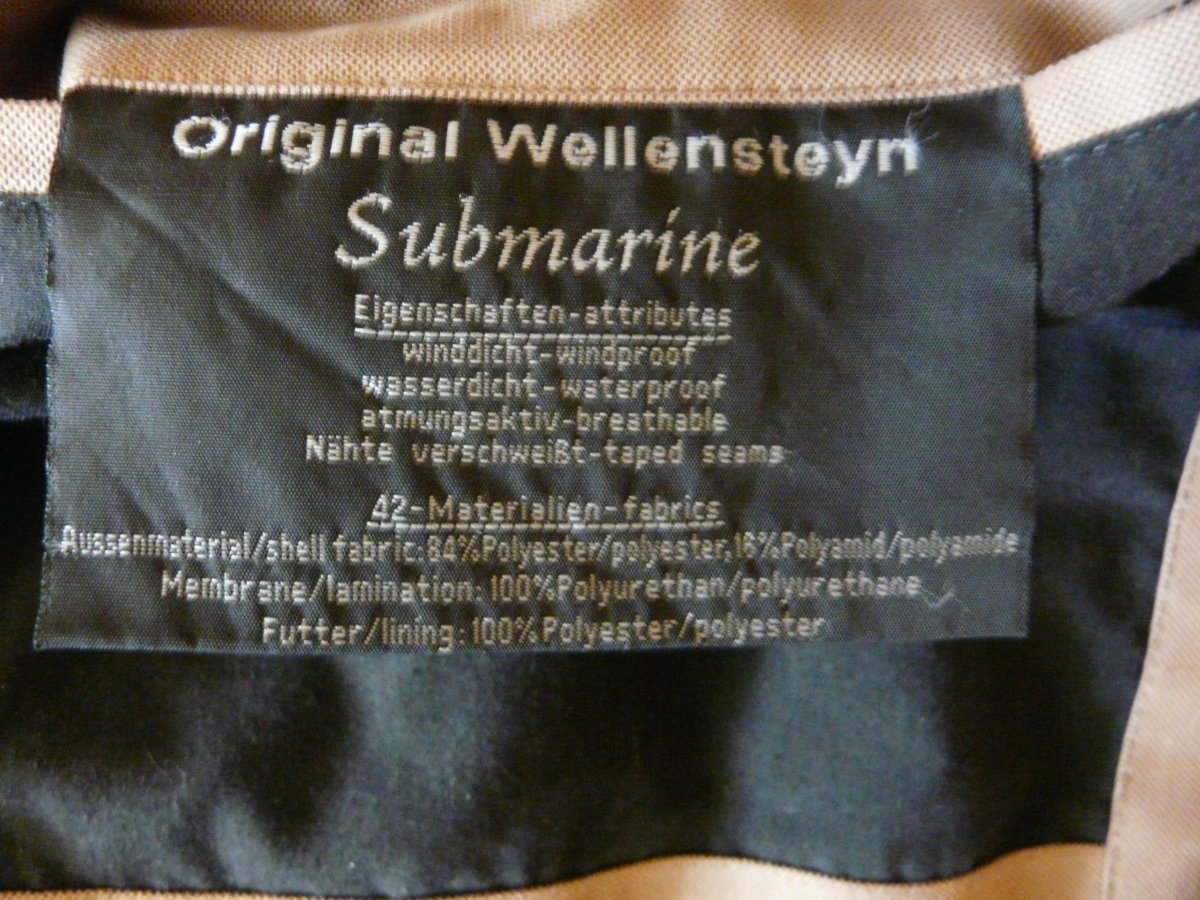 Original Wellensteyn
Submarine
Eigenschaften-attributes
winddicht-windproof
wasserdicht-waterproof
atmungsaktiv-breathable
Nähte verschweißt-taped seams
42-Materialien-fabrics
Aussenmaterial/shell fabric:84%Polyester/polyester,16%Polyamid/polyamide
Membrane/lamination:100%Polyurethan/polyurethane
Futter/lining:100%Polyester/polyester